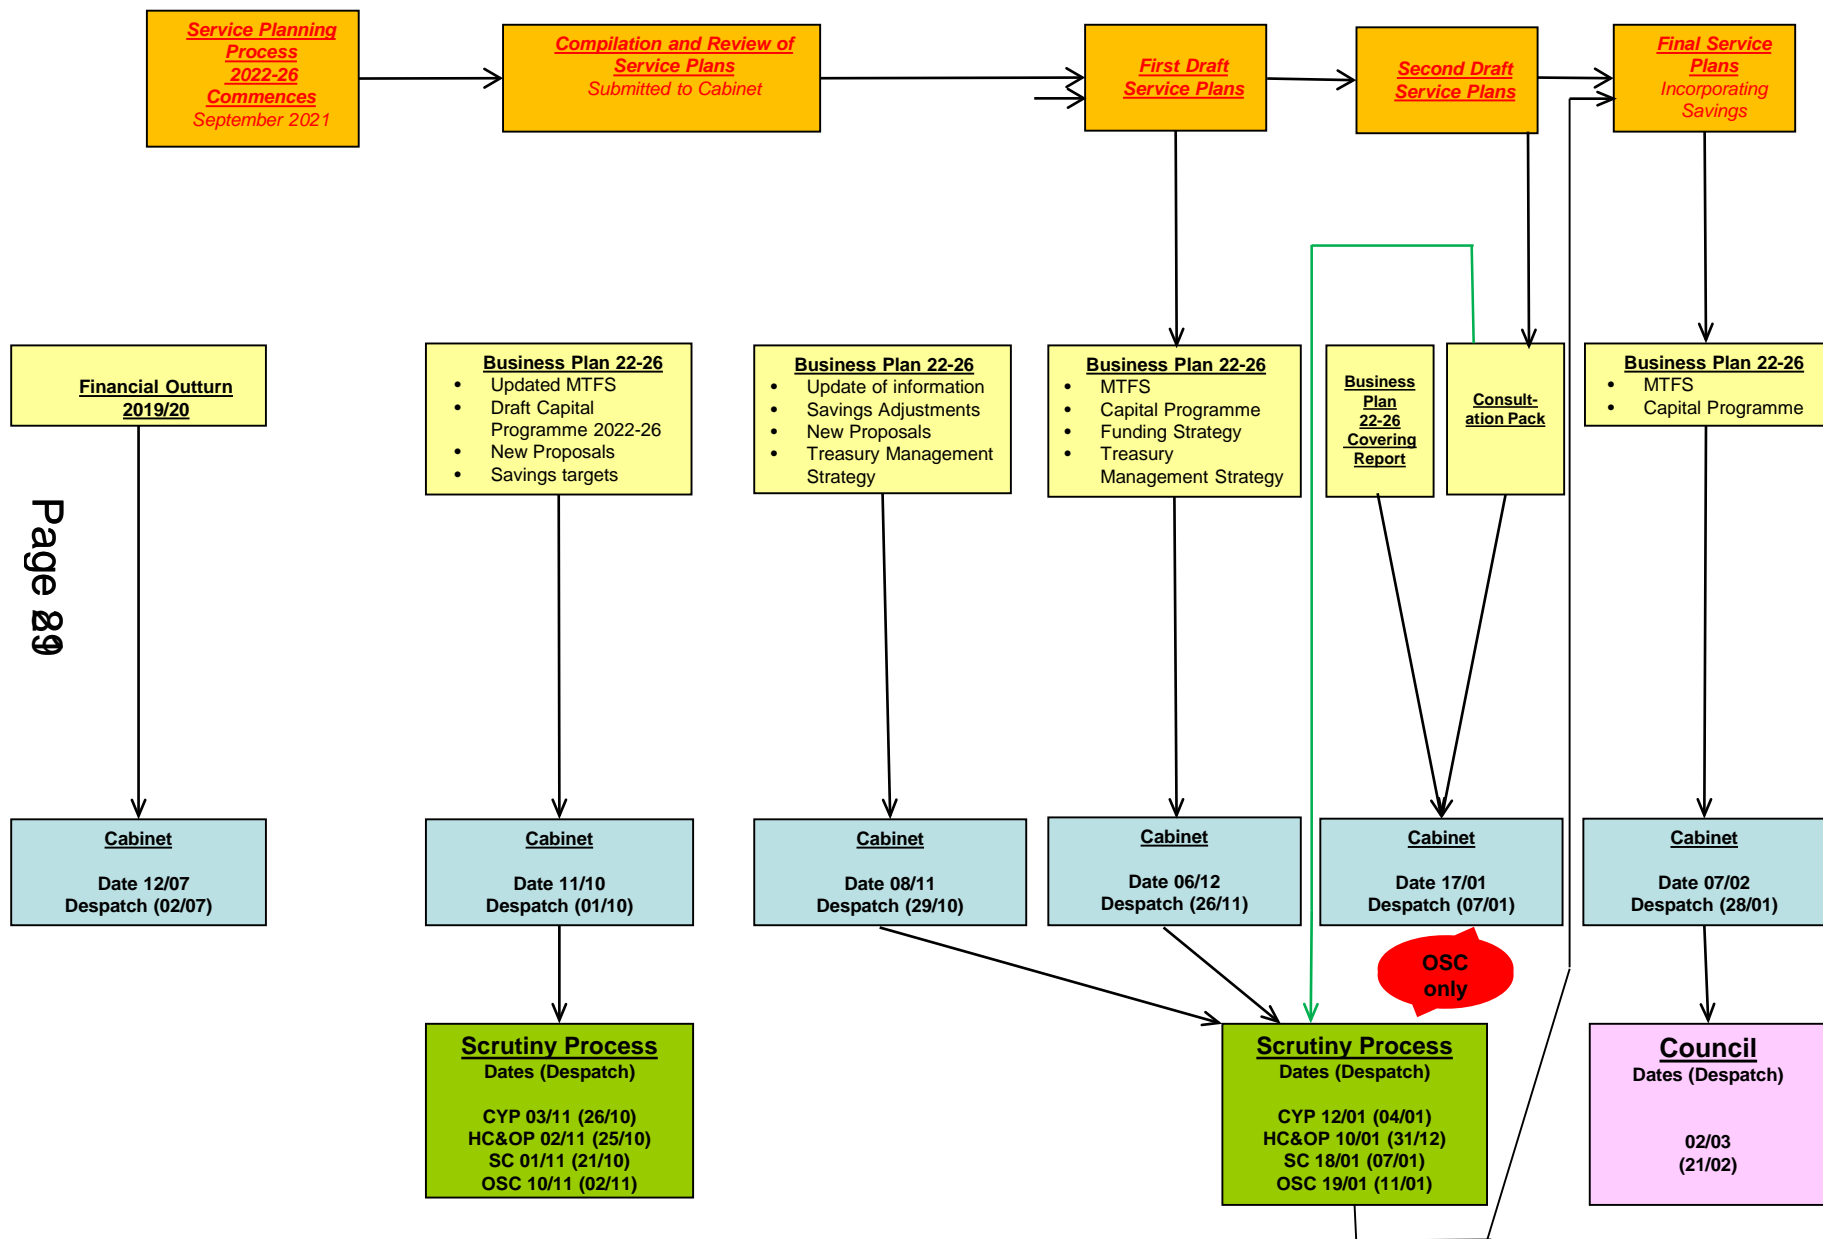 Service Planning
Process
2022-26
Commences
September 2021
Compilation and Review of
Service Plans
Submitted to Cabinet
First Draft
Service Plans
Second Draft
Service Plans
Final Service
Plans
Incorporating
Savings
Financial Outturn
2019/20
Business Plan 22-26
• Updated MTFS
• Draft Capital
Programme 2022-26
• New Proposals
• Savings targets
Business Plan 22-26
• Update of information
• Savings Adjustments
• New Proposals
• Treasury Management
Strategy
Business Plan 22-26
• MTFS
• Capital Programme
• Funding Strategy
• Treasury
Management Strategy
Business
Plan
22-26
Covering
Report
Consult-
ation Pack
Business Plan 22-26
• MTFS
• Capital Programme
Page
Cabinet
Date 12/07
Despatch (02/07)
Cabinet
Date 11/10
Despatch (01/10)
Cabinet
Date 08/11
Despatch (29/10)
Cabinet
Date 06/12
Despatch (26/11)
Cabinet
Date 17/01
Despatch (07/01)
Cabinet
Date 07/02
Despatch (28/01)
OSC
only
Scrutiny Process
Dates (Despatch)
CYP 03/11 (26/10)
HC&OP 02/11 (25/10)
SC 01/11 (21/10)
OSC 10/11 (02/11)
Scrutiny Process
Dates (Despatch)
CYP 12/01 (04/01)
HC&OP 10/01 (31/12)
SC 18/01 (07/01)
OSC 19/01 (11/01)
Council
Dates (Despatch)
02/03
(21/02)